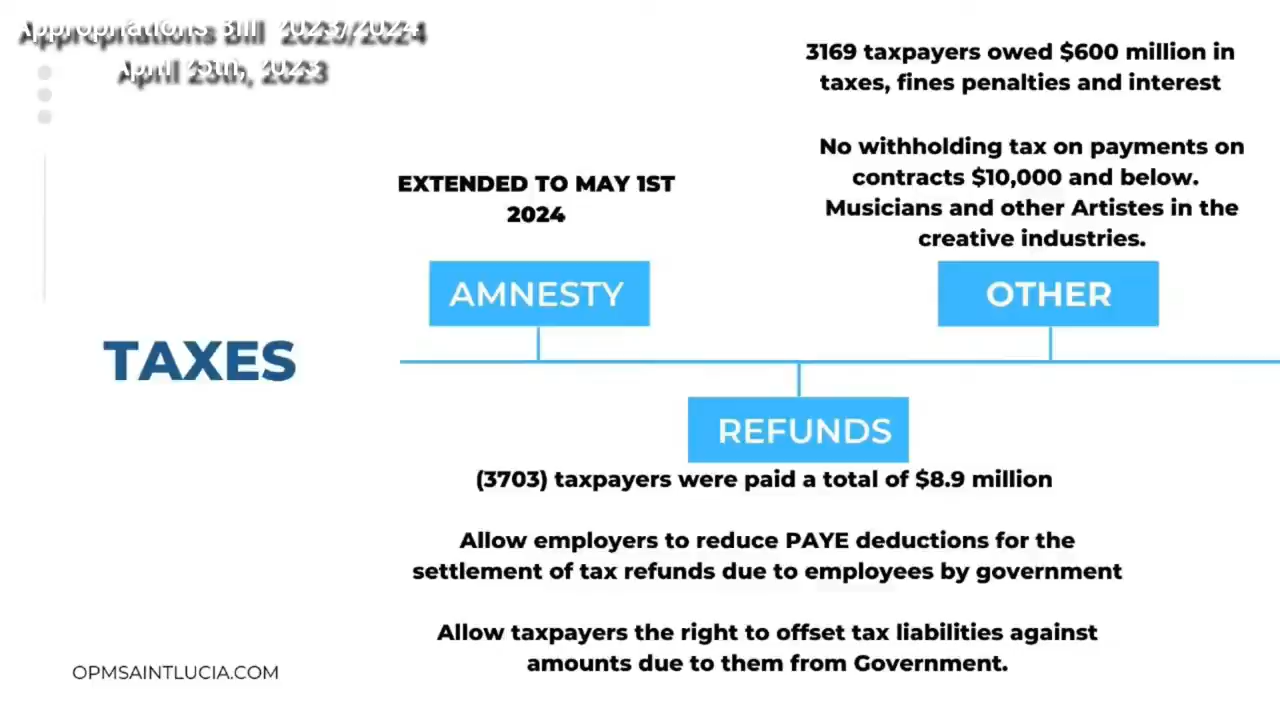 Appropriations Bill 2023/2024
April 25th, 2023
3169 taxpayers owed $600 million in
taxes, fines penalties and interest
No withholding tax on payments on
contracts $10,000 and below.
Musicians and other Artistes in the
creative industries.
EXTENDED TO MAY 1ST
2024
AMNESTY
OTHER
TAXES
REFUNDS
(3703) taxpayers were paid a total of $8.9 million
Allow employers to reduce PAYE deductions for the
settlement of tax refunds due to employees by government
Allow taxpayers the right to offset tax liabilities against
amounts due to them from Government.
OPMSAINTLUCIA.COM